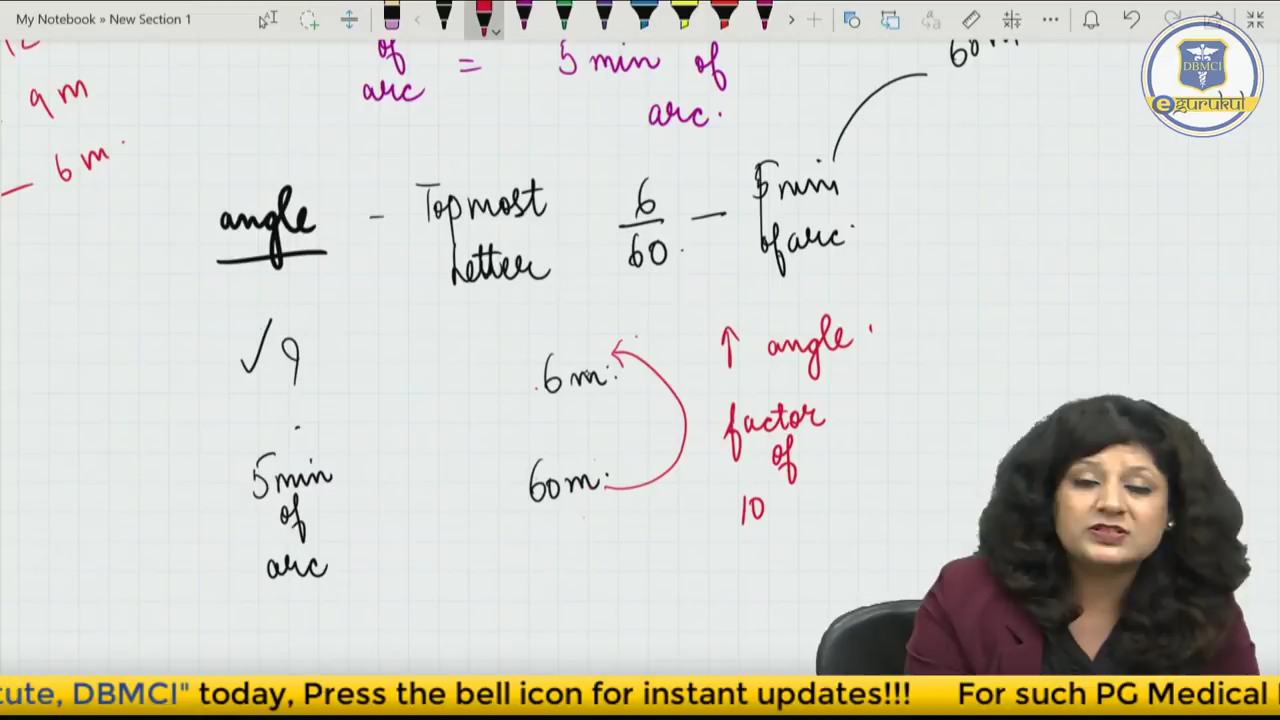 My Notebook » New Section 1
DBMCI
eGurukul
9 m
6 m.
of
arc = 5 min of
arc.
60 m
angle - Topmost Letter 6/60 - 5 min of arc.
✓ 9
6 m.
↑ angle.
factor
of
10
5 min
of
arc
60 m.
tute, DBMCI" today, Press the bell icon for instant updates!!! For such PG Medical